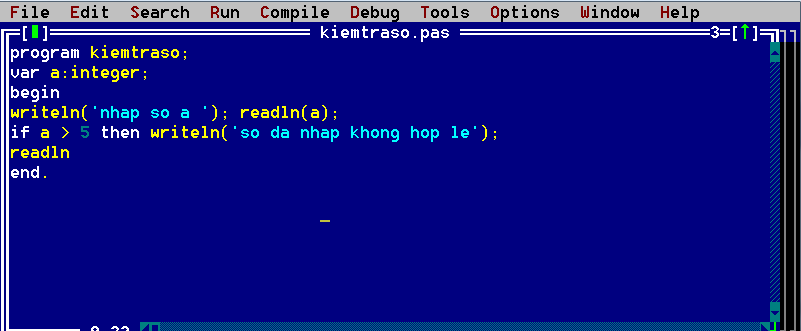 File Edit Search Run Compile Debug Tools Options Window Help
kiemtraso.pas 3=[↑]
program kiemtraso;
var a:integer;
begin
writeln('nhap so a '); readln(a);
if a > 5 then writeln('so da nhap khong hop le');
readln
end.